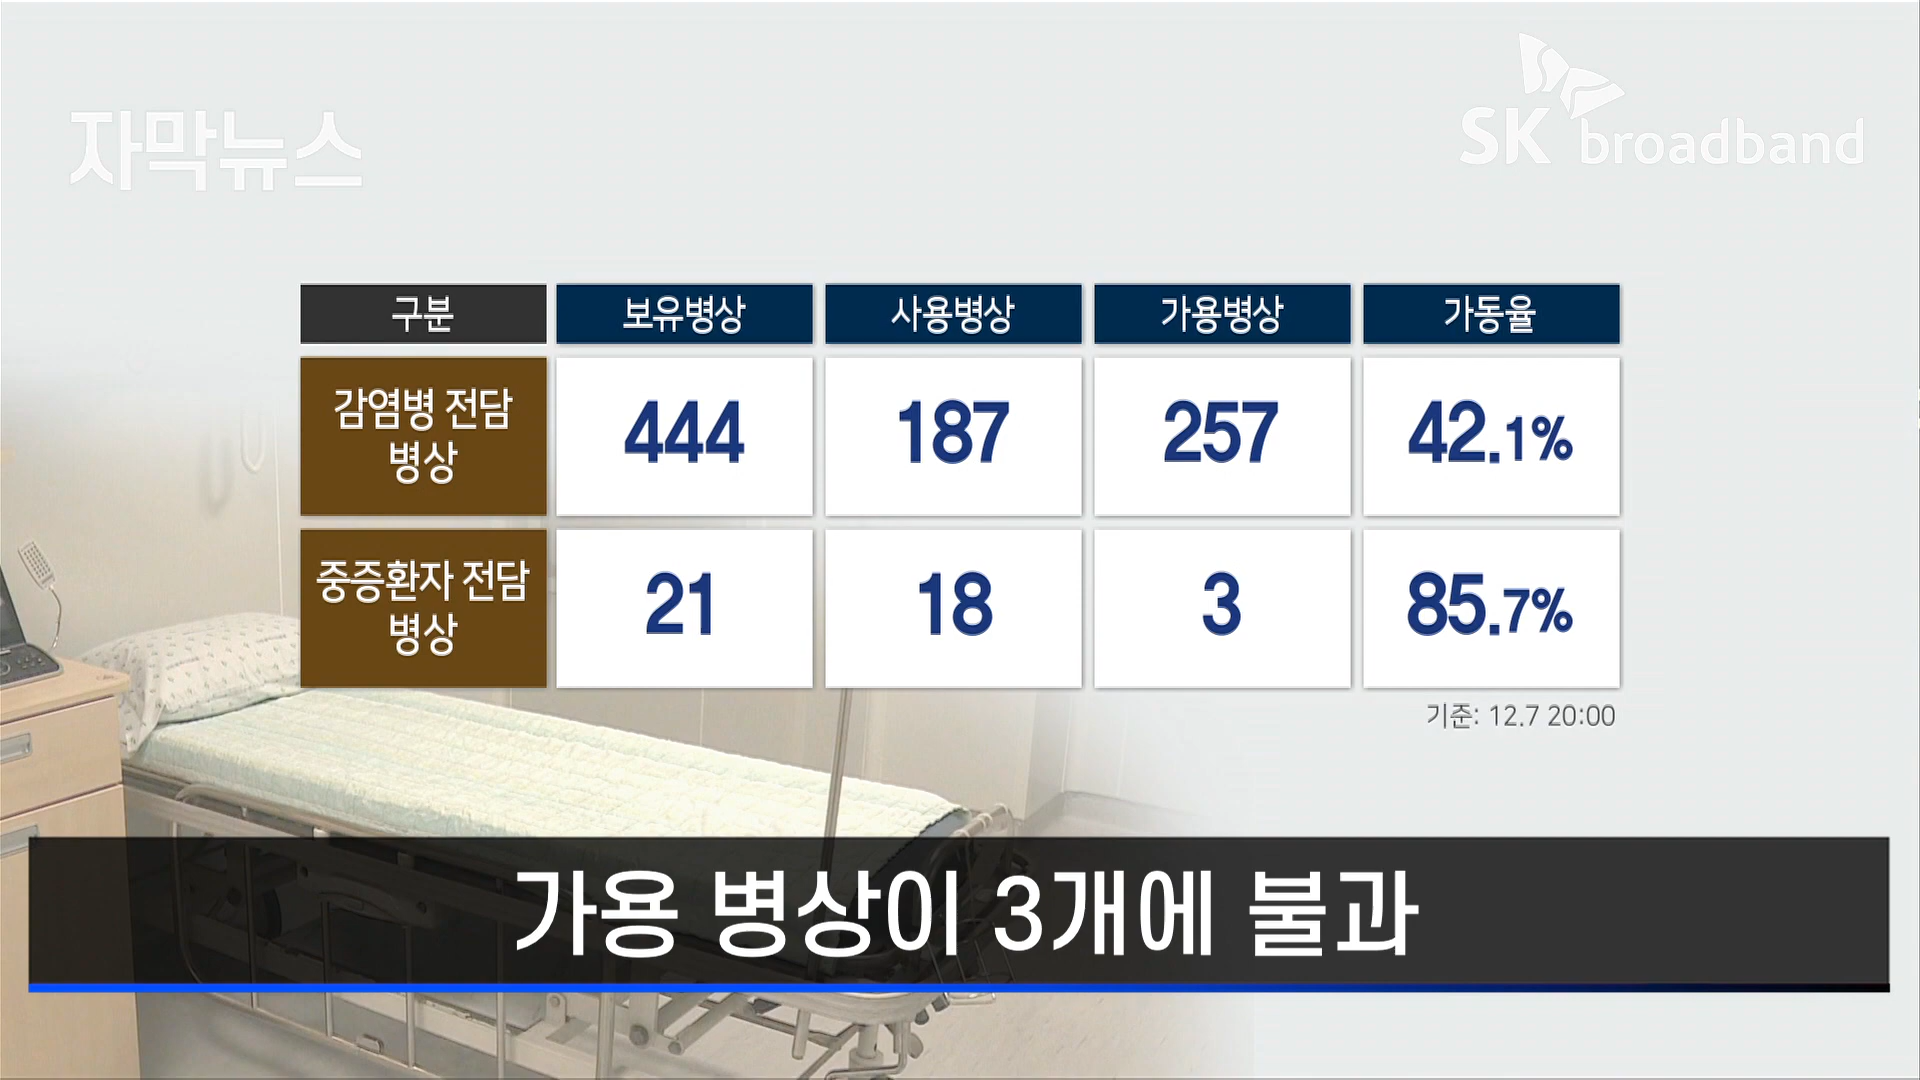 자막뉴스
SK broadband
구분 보유병상 사용병상 가용병상 가동율
감염병 전담
병상
444 187 257 42.1%
중증환자 전담
병상
21 18 3 85.7%
기준: 12.7 20:00
가용 병상이 3개에 불과